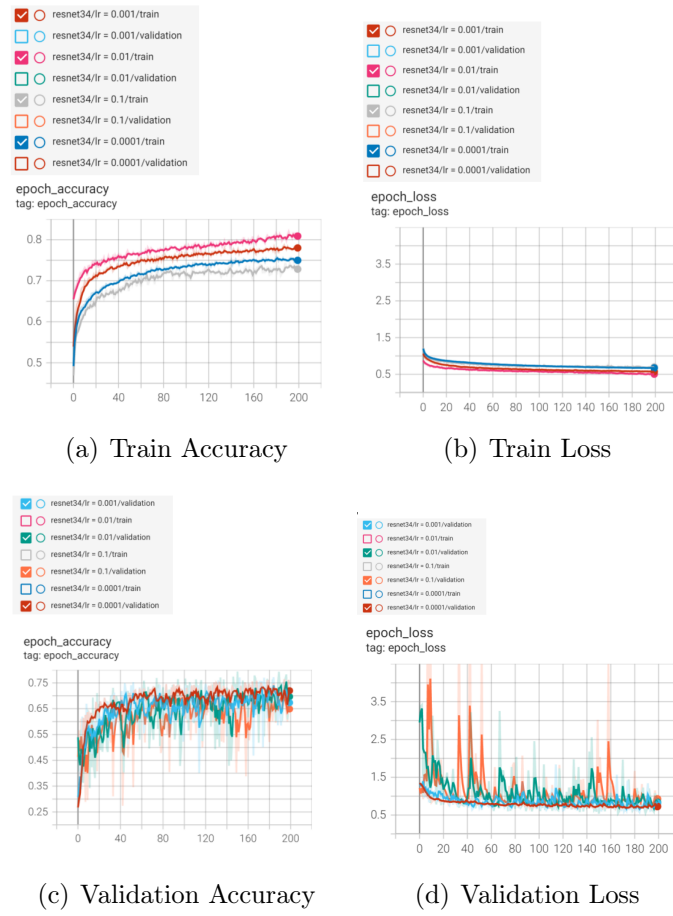 resnet34/lr = 0.001/train
resnet34/lr = 0.001/validation
resnet34/lr = 0.01/train
resnet34/lr = 0.01/validation
resnet34/lr = 0.1/train
resnet34/lr = 0.1/validation
resnet34/lr = 0.0001/train
resnet34/lr = 0.0001/validation
epoch_accuracy
tag: epoch_accuracy
0.8
0.7
0.6
0.5
0 40 80 120 160 200
(a) Train Accuracy
resnet34/lr = 0.001/train
resnet34/lr = 0.001/validation
resnet34/lr = 0.01/train
resnet34/lr = 0.01/validation
resnet34/lr = 0.1/train
resnet34/lr = 0.1/validation
resnet34/lr = 0.0001/train
resnet34/lr = 0.0001/validation
epoch_loss
tag: epoch_loss
3.5
2.5
1.5
0.5
0 20 40 60 80 100 120 140 160 180 200
(b) Train Loss
resnet34/lr = 0.001/validation
resnet34/lr = 0.01/train
resnet34/lr = 0.01/validation
resnet34/lr = 0.1/train
resnet34/lr = 0.1/validation
resnet34/lr = 0.0001/train
resnet34/lr = 0.0001/validation
epoch_accuracy
tag: epoch_accuracy
0.75
0.65
0.55
0.45
0.35
0.25
0 40 80 120 160 200
(c) Validation Accuracy
resnet34/lr = 0.001/validation
resnet34/lr = 0.01/train
resnet34/lr = 0.01/validation
resnet34/lr = 0.1/train
resnet34/lr = 0.1/validation
resnet34/lr = 0.0001/train
resnet34/lr = 0.0001/validation
epoch_loss
tag: epoch_loss
3.5
2.5
1.5
0.5
0 20 40 60 80 100 120 140 160 180 200
(d) Validation Loss